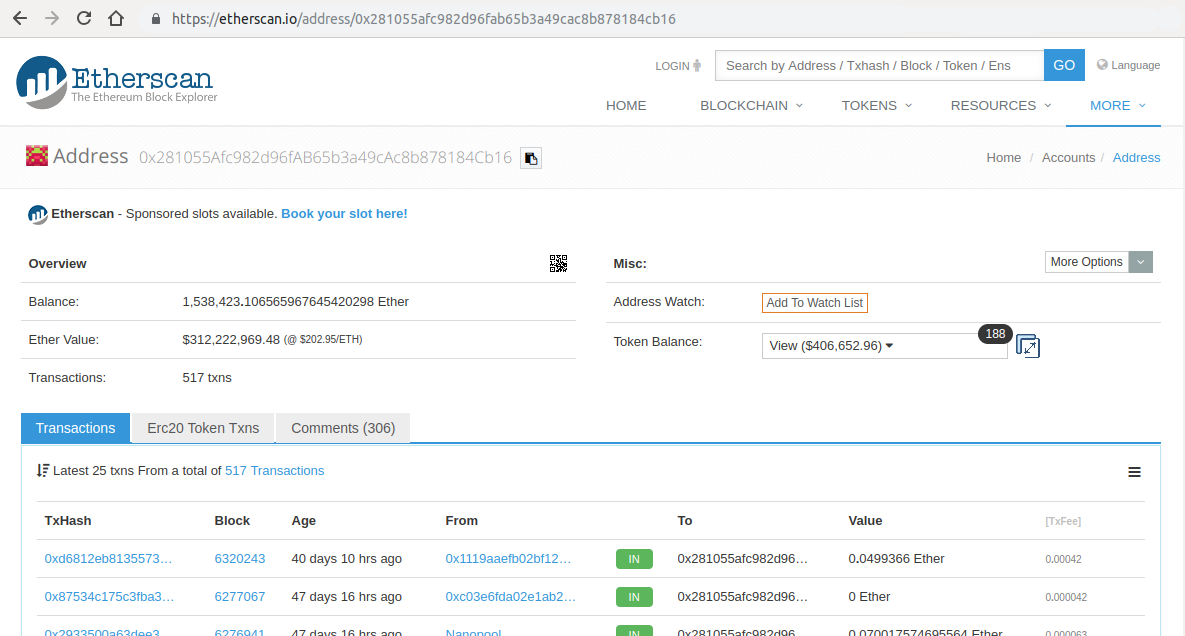 https://etherscan.io/address/0x281055afc982d96fab65b3a49cac8b878184cb16
LOGIN Search by Address / Txhash / Block / Token / Ens GO Language
Etherscan
The Ethereum Block Explorer
HOME BLOCKCHAIN TOKENS RESOURCES MORE
Address 0x281055Afc982d96fAB65b3a49cAc8b878184Cb16 Home / Accounts / Address
Etherscan - Sponsored slots available. Book your slot here!
Overview
Balance: 1,538,423.106565967645420298 Ether
Ether Value: $312,222,969.48 (@ $202.95/ETH)
Transactions: 517 txns
Misc: More Options
Address Watch: Add To Watch List
Token Balance: View ($406,652.96) 188
Transactions Erc20 Token Txns Comments (306)
Latest 25 txns From a total of 517 Transactions
TxHash Block Age From To Value [TxFee]
0xd6812eb8135573... 6320243 40 days 10 hrs ago 0x1119aaefb02bf12... IN 0x281055afc982d96... 0.0499366 Ether 0.00042
0x87534c175c3fba3... 6277067 47 days 16 hrs ago 0xc03e6fda02e1ab2... IN 0x281055afc982d96... 0 Ether 0.000042
0x2933500a63dee3... 6276941 47 days 16 hrs ago Nanopool IN 0x281055afc982d96... 0.070017574695564 Ether 0.000063